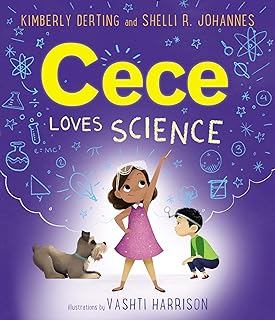 KIMBERLY DERTING and SHELLI R. JOHANNES
Cece
LOVES SCIENCE
illustrations by VASHTI HARRISON